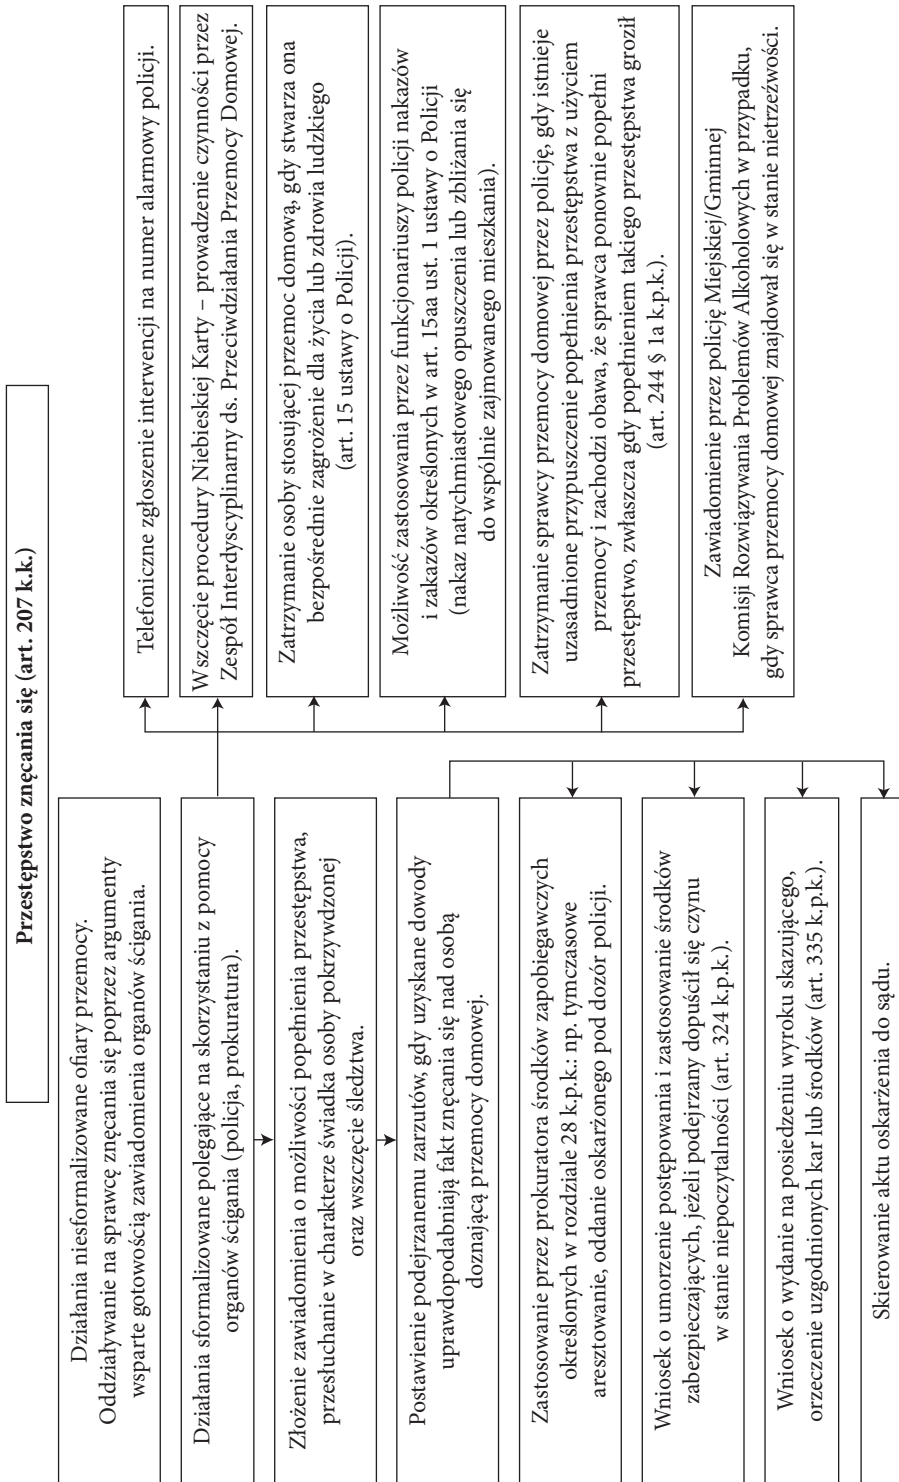 Przestępstwo znęcania się (art. 207 k.k.)
Działania niesformalizowane ofiary przemocy.
Oddziaływanie na sprawcę znęcania się poprzez argumenty
wsparte gotowością zawiadomienia organów ścigania.
Działania sformalizowane polegające na skorzystaniu z pomocy
organów ścigania (policja, prokuratura).
Złożenie zawiadomienia o możliwości popełnienia przestępstwa,
przesłuchanie w charakterze świadka osoby pokrzywdzonej
oraz wszczęcie śledztwa.
Postawienie podejrzanemu zarzutów, gdy uzyskane dowody
uprawdopodabniają fakt znęcania się nad osobą
doznającą przemocy domowej.
Zastosowanie przez prokuratora środków zapobiegawczych
określonych w rozdziale 28 k.p.k.: np. tymczasowe
aresztowanie, oddanie oskarżonego pod dozór policji.
Wniosek o umorzenie postępowania i zastosowanie środków
zabezpieczających, jeżeli podejrzany dopuścił się czynu
w stanie niepoczytalności (art. 324 k.p.k.).
Wniosek o wydanie na posiedzeniu wyroku skazującego,
orzeczenie uzgodnionych kar lub środków (art. 335 k.p.k.).
Skierowanie aktu oskarżenia do sądu.
Telefoniczne zgłoszenie interwencji na numer alarmowy policji.
Wszczęcie procedury Niebieskiej Karty – prowadzenie czynności przez
Zespół Interdyscyplinarny ds. Przeciwdziałania Przemocy Domowej.
Zatrzymanie osoby stosującej przemoc domową, gdy stwarza ona
bezpośrednie zagrożenie dla życia lub zdrowia ludzkiego
(art. 15 ustawy o Policji).
Możliwość zastosowania przez funkcjonariuszy policji nakazów
i zakazów określonych w art. 15aa ust. 1 ustawy o Policji
(nakaz natychmiastowego opuszczenia lub zbliżania się
do wspólnie zajmowanego mieszkania).
Zatrzymanie sprawcy przemocy domowej przez policję, gdy istnieje
uzasadnione przypuszczenie popełnienia przestępstwa z użyciem
przemocy i zachodzi obawa, że sprawca ponownie popełni
przestępstwo, zwłaszcza gdy popełnieniem takiego przestępstwa groził
(art. 244 § 1a k.p.k.).
Zawiadomienie przez policję Miejskiej/Gminnej
Komisji Rozwiązywania Problemów Alkoholowych w przypadku,
gdy sprawca przemocy domowej znajdował się w stanie nietrzeźwości.